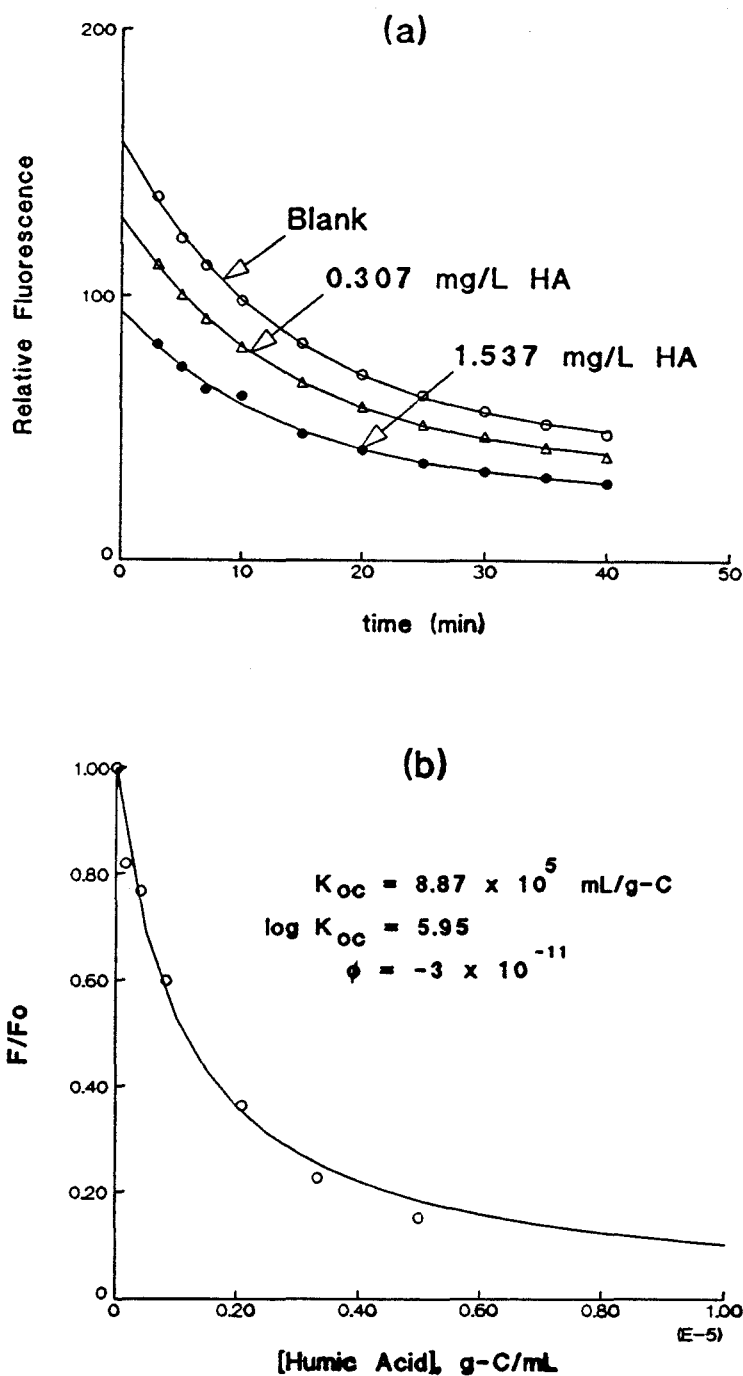 (a)
200
100
0
Relative Fluorescence
Blank
0.307 mg/L HA
1.537 mg/L HA
0 10 20 30 40 50
time (min)
(b)
1.00
0.80
0.60
0.40
0.20
0
F/Fo
Koc = 8.87 x 10^5 mL/g-C
log Koc = 5.95
ϕ = -3 x 10^-11
0 0.20 0.40 0.60 0.80 1.00
(E-5)
[Humic Acid], g-C/mL